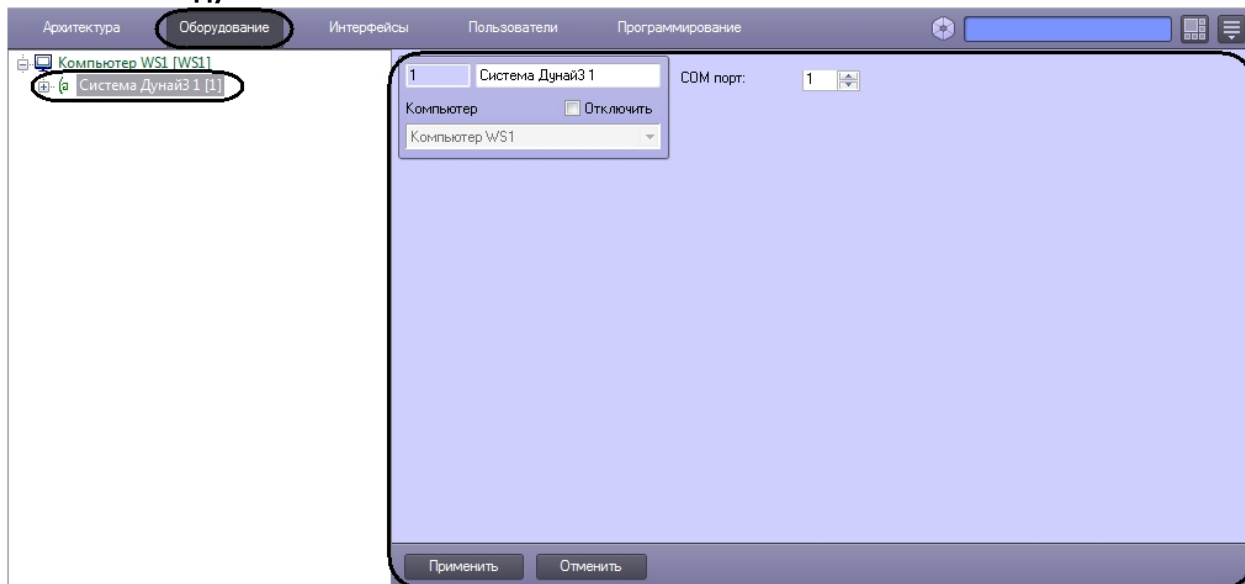 Архитектура Оборудование Интерфейсы Пользователи Программирование
Компьютер WS1 [WS1]
Система Дунай3 1 [1]
1 Система Дунай3 1 COM порт: 1
Компьютер Отключить
Компьютер WS1
Применить Отменить